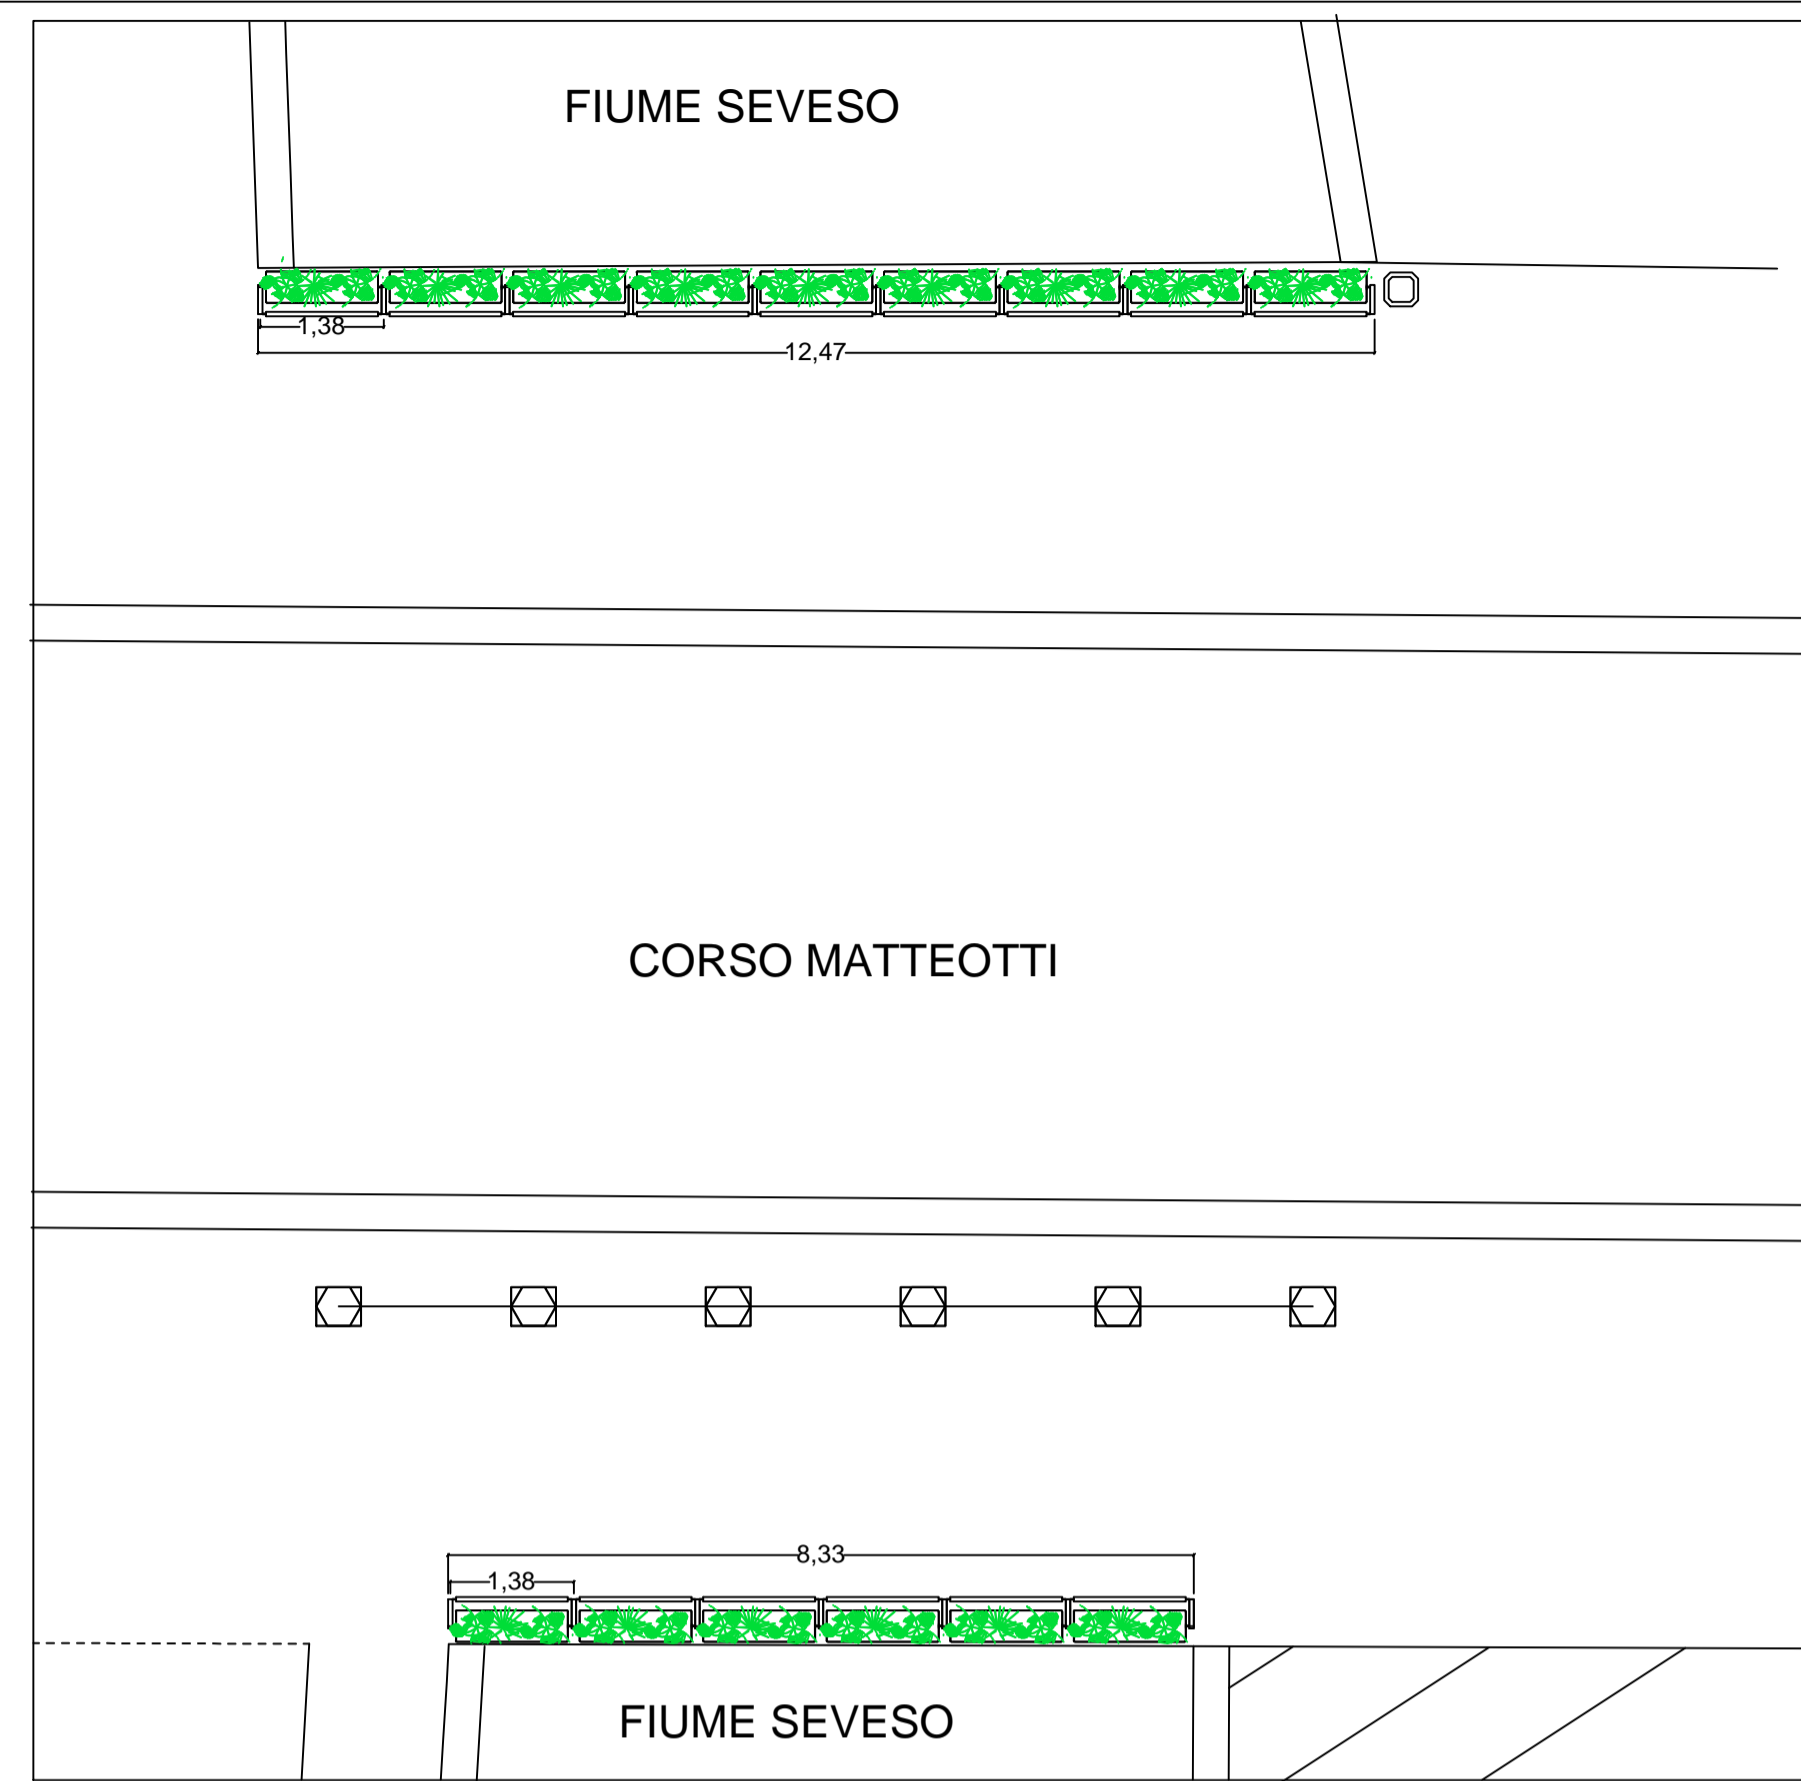 FIUME SEVESO
1,38
12,47
CORSO MATTEOTTI
8,33
1,38
FIUME SEVESO